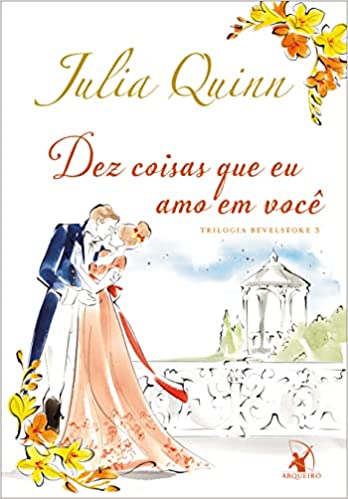 Julia Quinn
Dez coisas que eu
amo em você
TRILOGIA BEVELSTOKE 3
ARQUEIRO